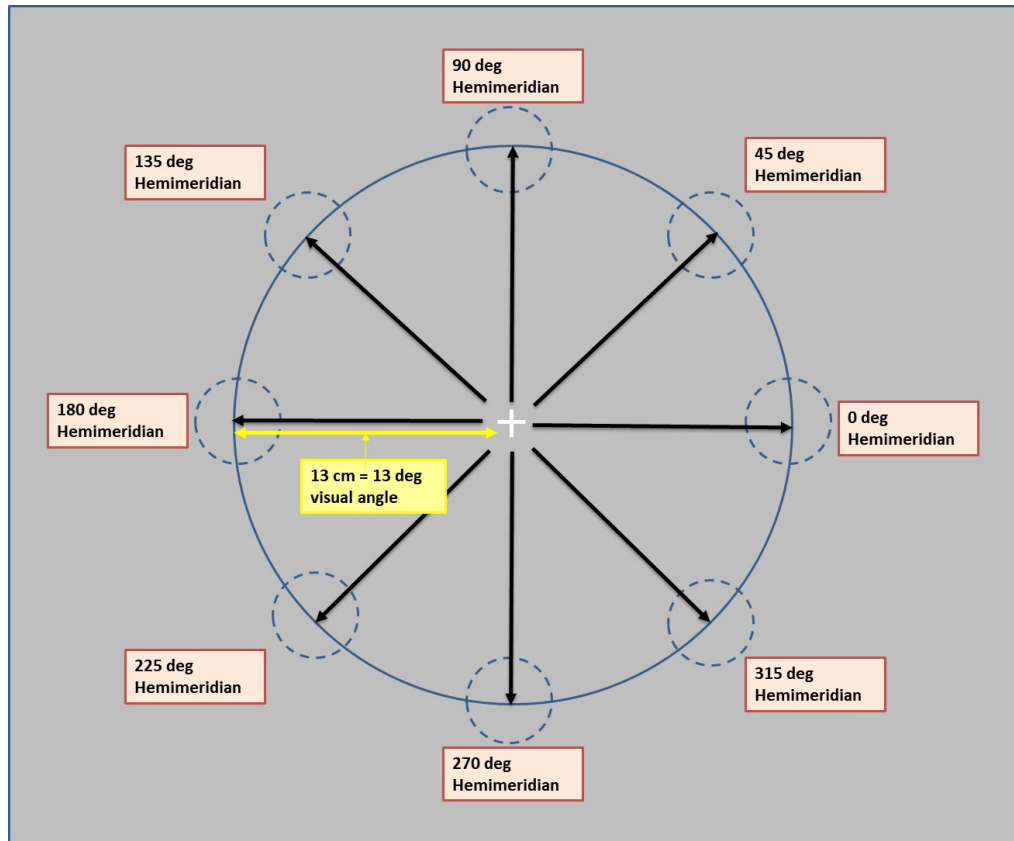 90 deg
Hemimeridian
135 deg
Hemimeridian
45 deg
Hemimeridian
180 deg
Hemimeridian
0 deg
Hemimeridian
13 cm = 13 deg
visual angle
225 deg
Hemimeridian
315 deg
Hemimeridian
270 deg
Hemimeridian